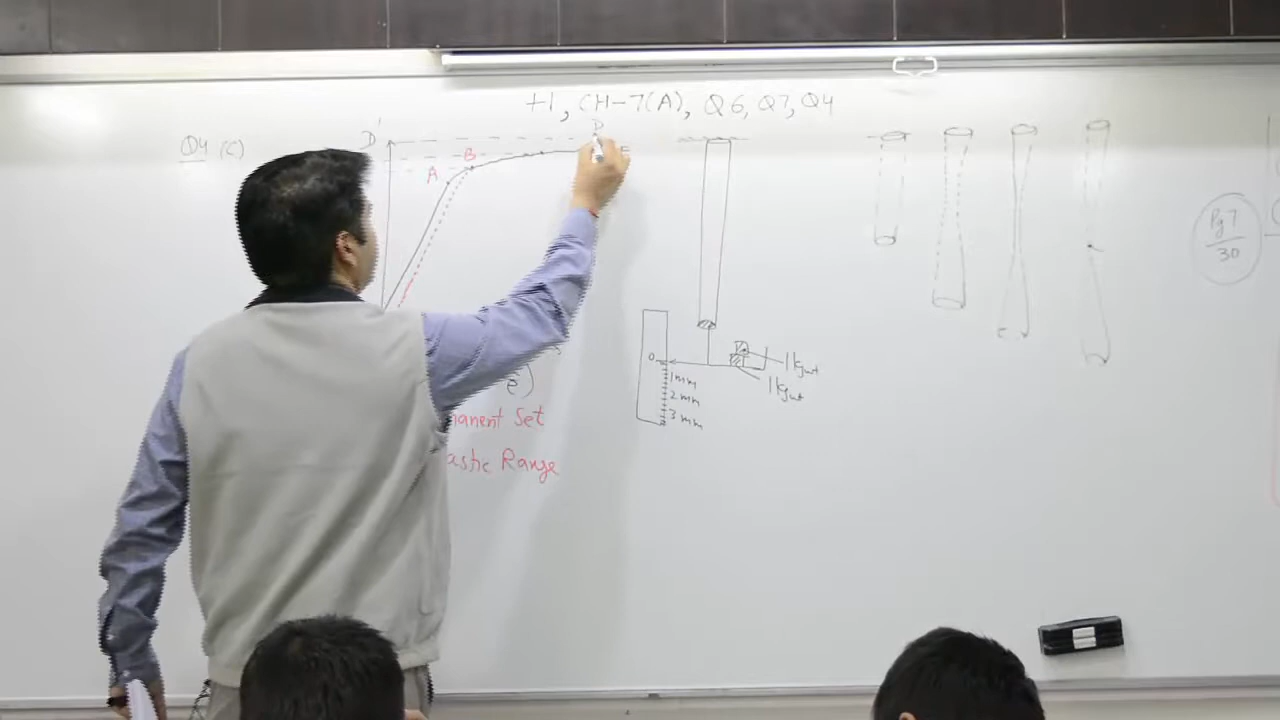 +1, CH-7(A), Q6, Q7, Q4
Q4 (C)
D'
D
B
E
A
Pg 7
30
0
1mm
2mm
3mm
1kgwt
1kgwt
manent Set
astic Range